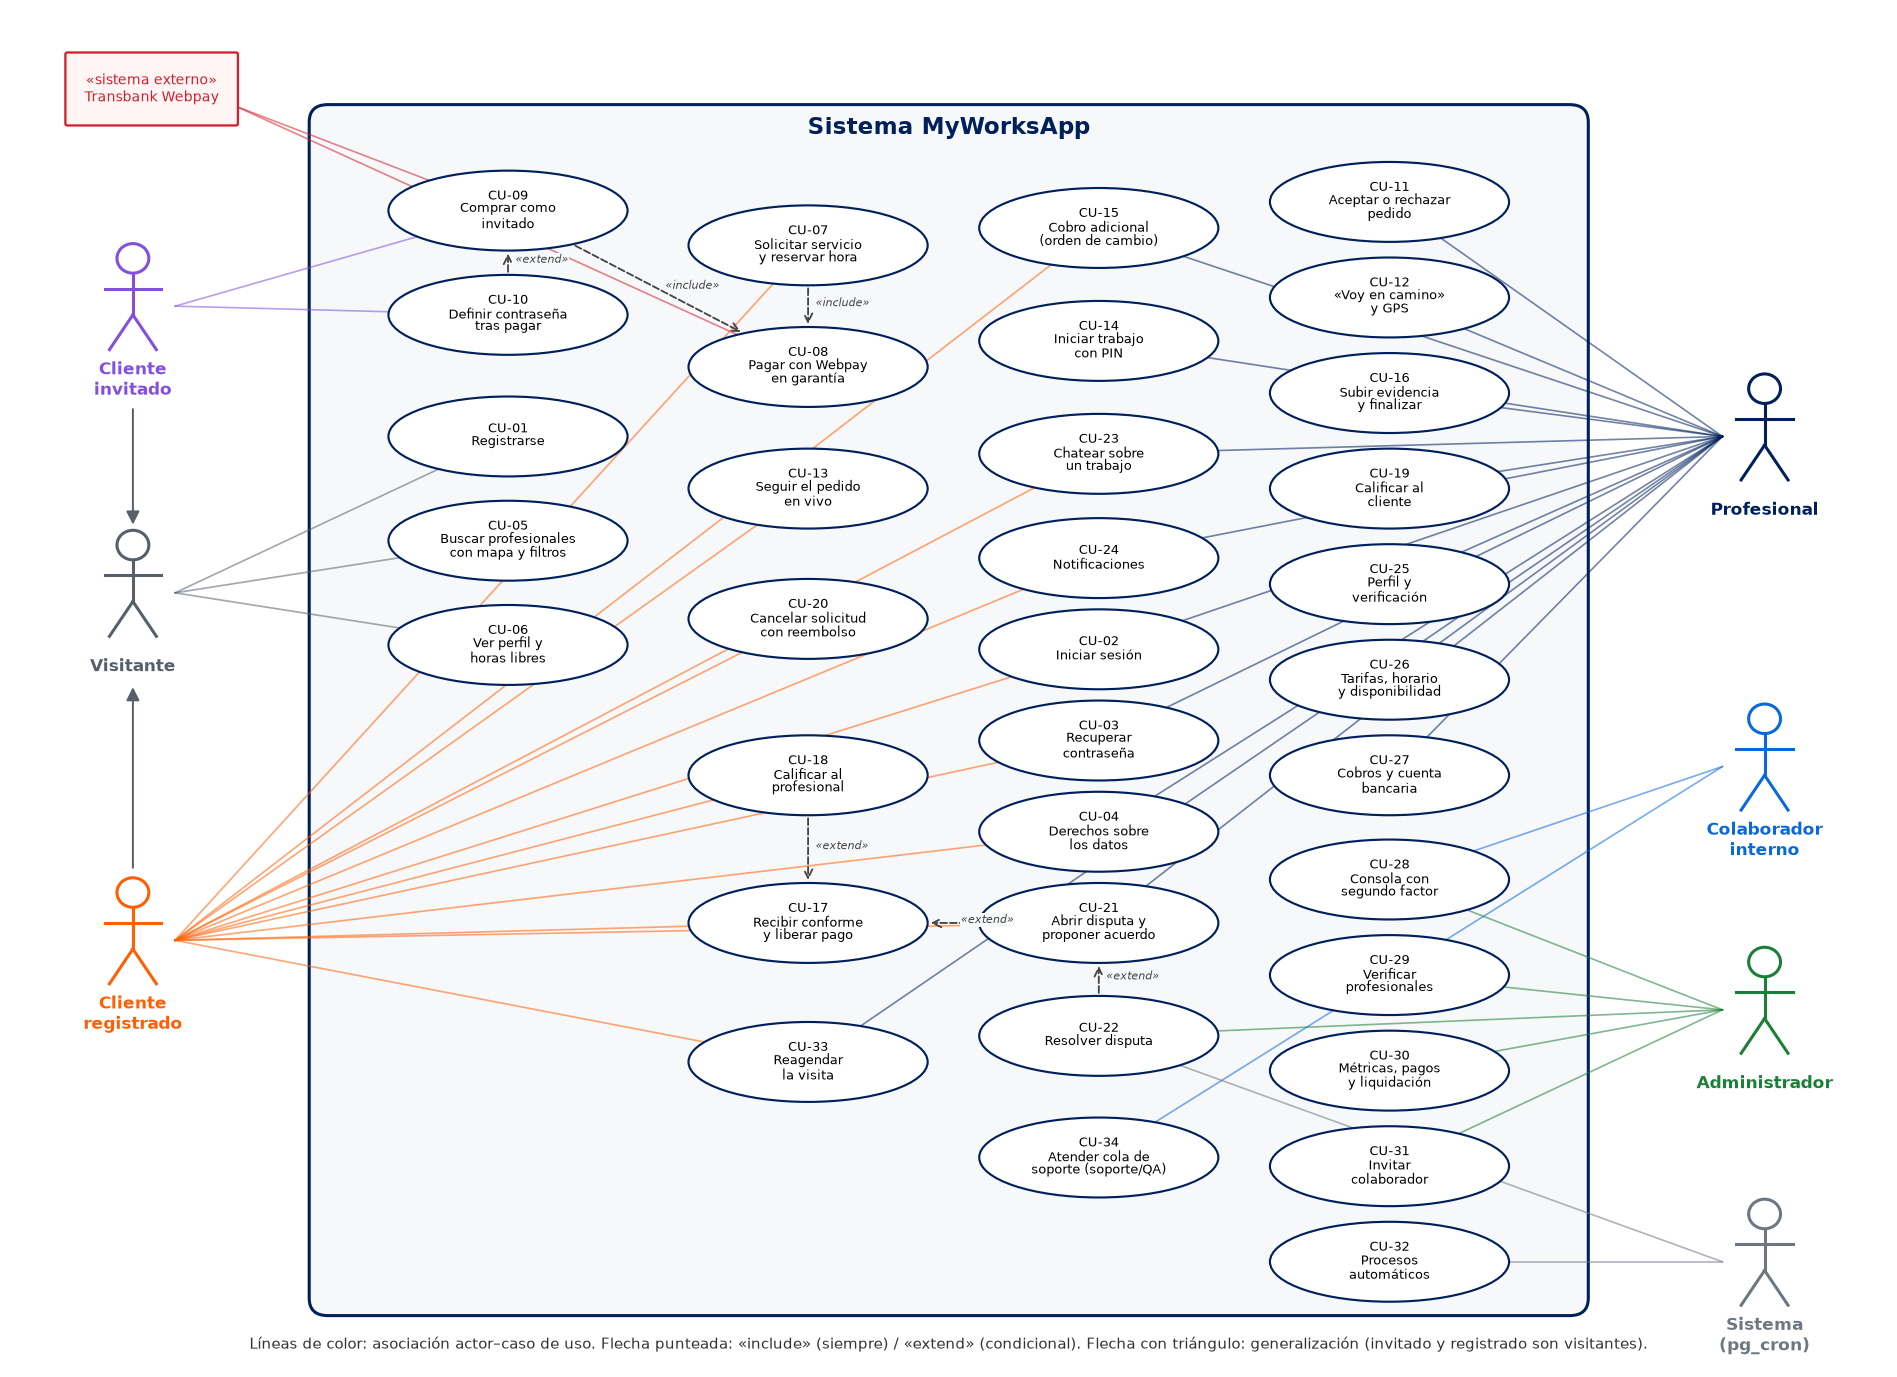 «sistema externo»
Transbank Webpay
Sistema MyWorksApp
CU-09
Comprar como
invitado
«extend»
CU-10
Definir contraseña
tras pagar
CU-01
Registrarse
CU-05
Buscar profesionales
con mapa y filtros
CU-06
Ver perfil y
horas libres
CU-07
Solicitar servicio
y reservar hora
«include»
«include»
CU-08
Pagar con Webpay
en garantía
CU-13
Seguir el pedido
en vivo
CU-20
Cancelar solicitud
con reembolso
CU-18
Calificar al
profesional
«extend»
CU-17
Recibir conforme
y liberar pago
«extend»
CU-33
Reagendar
la visita
CU-15
Cobro adicional
(orden de cambio)
CU-14
Iniciar trabajo
con PIN
CU-23
Chatear sobre
un trabajo
CU-24
Notificaciones
CU-02
Iniciar sesión
CU-03
Recuperar
contraseña
CU-04
Derechos sobre
los datos
CU-21
Abrir disputa y
proponer acuerdo
«extend»
CU-22
Resolver disputa
CU-34
Atender cola de
soporte (soporte/QA)
CU-11
Aceptar o rechazar
pedido
CU-12
«Voy en camino»
y GPS
CU-16
Subir evidencia
y finalizar
CU-19
Calificar al
cliente
CU-25
Perfil y
verificación
CU-26
Tarifas, horario
y disponibilidad
CU-27
Cobros y cuenta
bancaria
CU-28
Consola con
segundo factor
CU-29
Verificar
profesionales
CU-30
Métricas, pagos
y liquidación
CU-31
Invitar
colaborador
CU-32
Procesos
automáticos
Cliente
invitado
Visitante
Cliente
registrado
Profesional
Colaborador
interno
Administrador
Sistema
(pg_cron)
Líneas de color: asociación actor–caso de uso. Flecha punteada: «include» (siempre) / «extend» (condicional). Flecha con triángulo: generalización (invitado y registrado son visitantes).